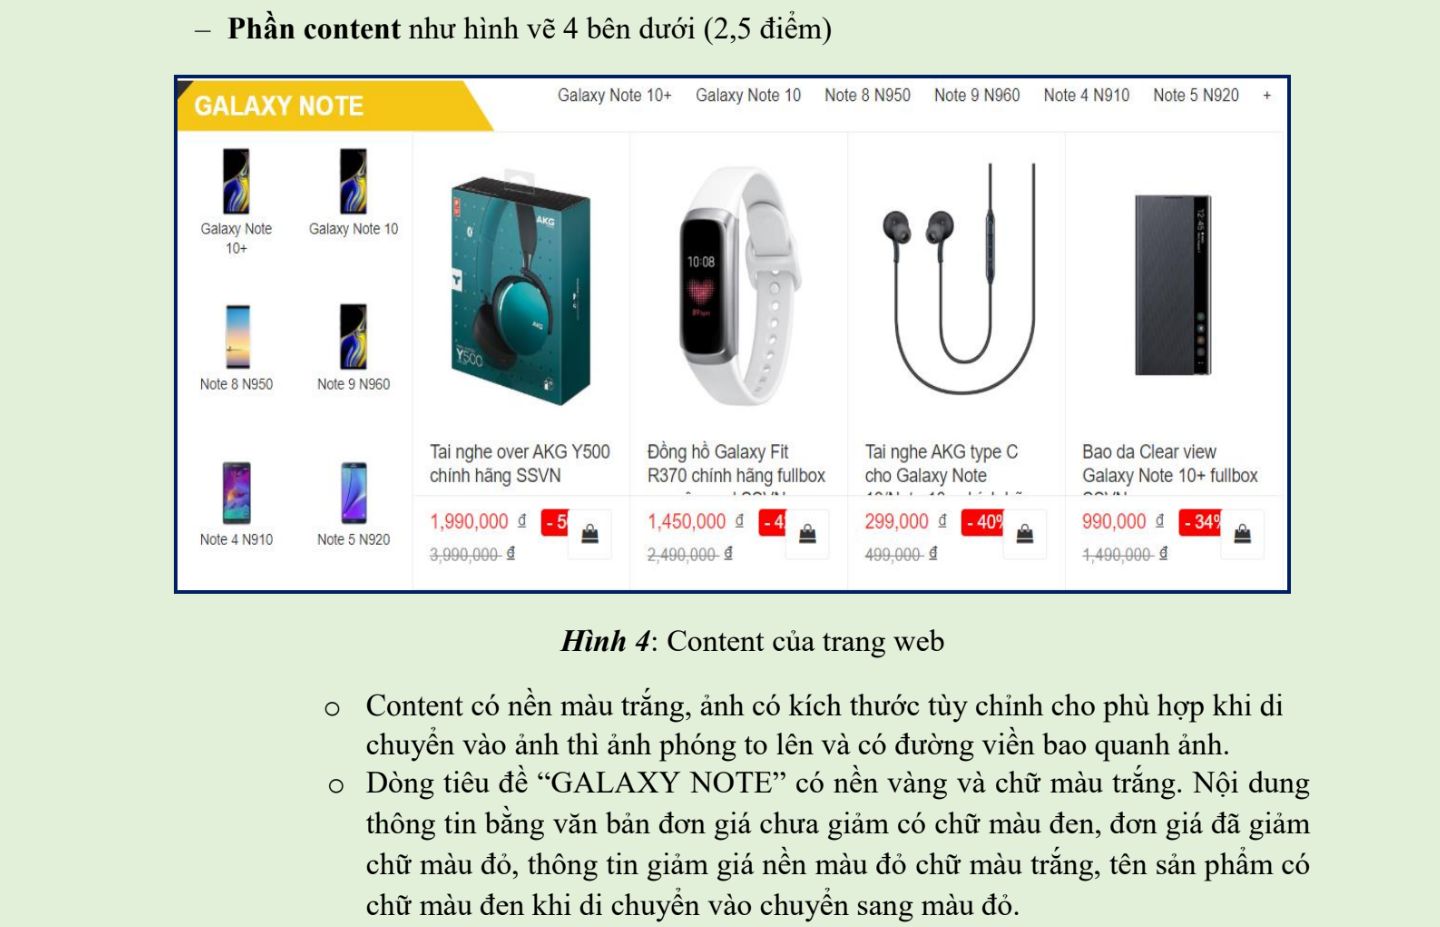 – Phần content như hình vẽ 4 bên dưới (2,5 điểm)
GALAXY NOTE
Galaxy Note 10+ Galaxy Note 10 Note 8 N950 Note 9 N960 Note 4 N910 Note 5 N920 +
Galaxy Note 10+
Galaxy Note 10
Note 8 N950
Note 9 N960
Note 4 N910
Note 5 N920
AKG
Y500
10:08
12:45
Tai nghe over AKG Y500
chính hãng SSVN
1,990,000 đ - 5
3,990,000 đ
Đồng hồ Galaxy Fit
R370 chính hãng fullbox
1,450,000 đ - 4
2,490,000 đ
Tai nghe AKG type C
cho Galaxy Note
299,000 đ - 40%
499,000 đ
Bao da Clear view
Galaxy Note 10+ fullbox
990,000 đ - 34%
1,490,000 đ
Hình 4: Content của trang web
o Content có nền màu trắng, ảnh có kích thước tùy chỉnh cho phù hợp khi di
chuyển vào ảnh thì ảnh phóng to lên và có đường viền bao quanh ảnh.
o Dòng tiêu đề “GALAXY NOTE” có nền vàng và chữ màu trắng. Nội dung
thông tin bằng văn bản đơn giá chưa giảm có chữ màu đen, đơn giá đã giảm
chữ màu đỏ, thông tin giảm giá nền màu đỏ chữ màu trắng, tên sản phẩm có
chữ màu đen khi di chuyển vào chuyển sang màu đỏ.